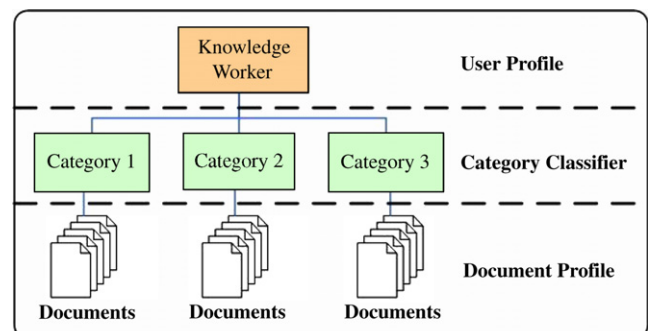 Knowledge
Worker
User Profile
Category 1
Category 2
Category 3
Category Classifier
Document Profile
Documents
Documents
Documents